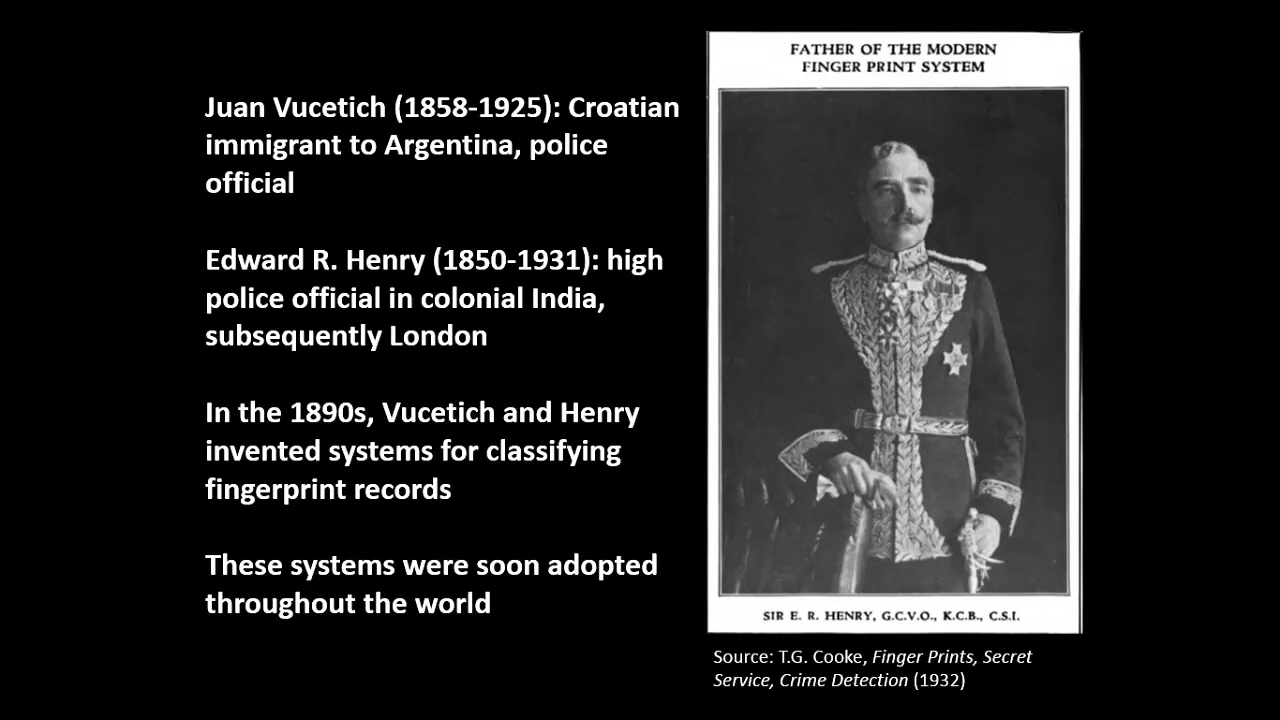 Juan Vucetich (1858-1925): Croatian
immigrant to Argentina, police
official
Edward R. Henry (1850-1931): high
police official in colonial India,
subsequently London
In the 1890s, Vucetich and Henry
invented systems for classifying
fingerprint records
These systems were soon adopted
throughout the world
FATHER OF THE MODERN
FINGER PRINT SYSTEM
SIR E. R. HENRY, G.C.V.O., K.C.B., C.S.I.
Source: T.G. Cooke, Finger Prints, Secret
Service, Crime Detection (1932)